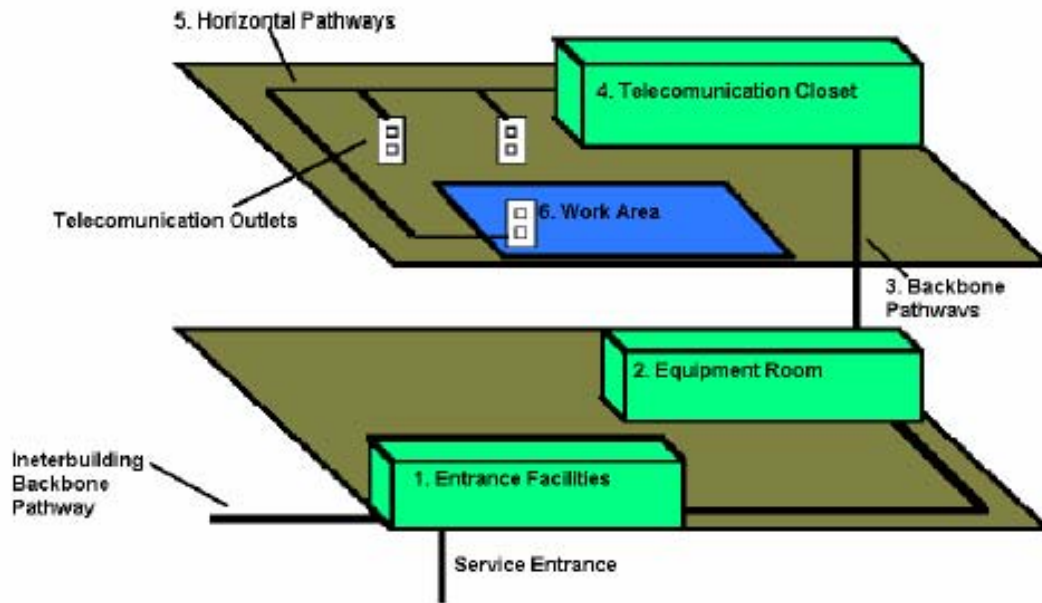 5. Horizontal Pathways
4. Telecomunication Closet
Telecomunication Outlets
6. Work Area
3. Backbone
Pathways
2. Equipment Room
Ineterbuilding
Backbone
Pathway
1. Entrance Facilities
Service Entrance